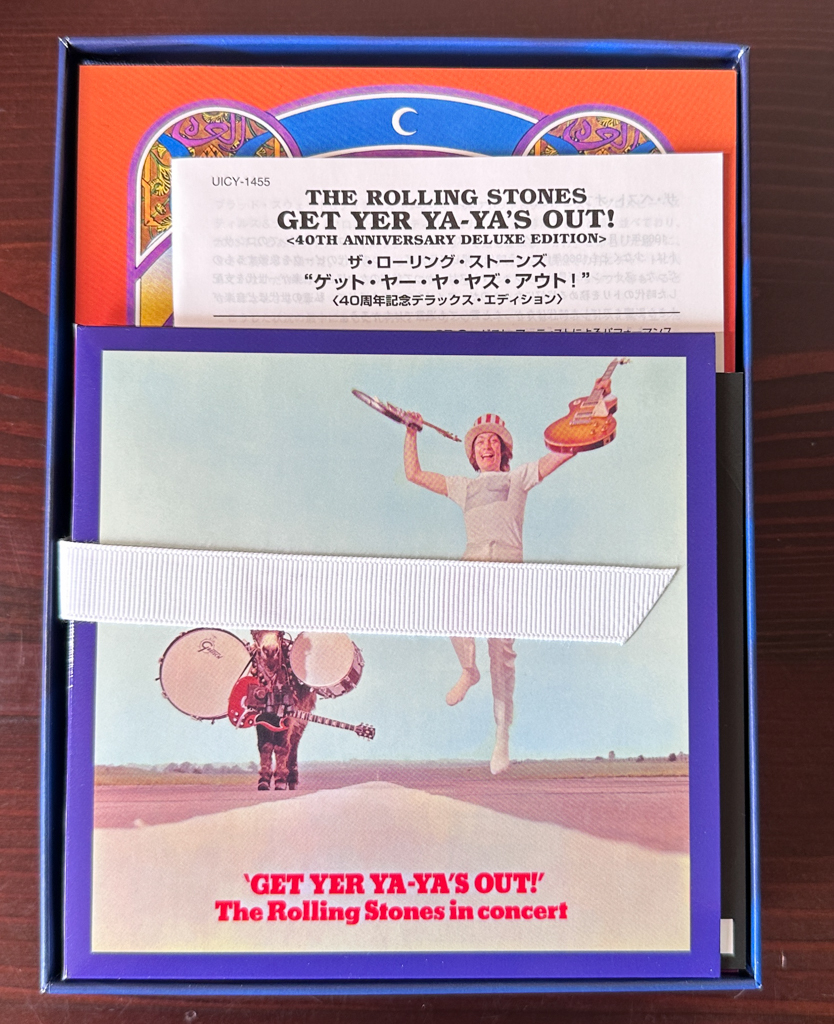 UICY-1455
THE ROLLING STONES
GET YER YA-YA'S OUT!
<40TH ANNIVERSARY DELUXE EDITION>
ザ・ローリング・ストーンズ
“ゲット・ヤー・ヤ・ヤズ・アウト！”
〈40周年記念デラックス・エディション〉
'GET YER YA-YA'S OUT!'
The Rolling Stones in concert